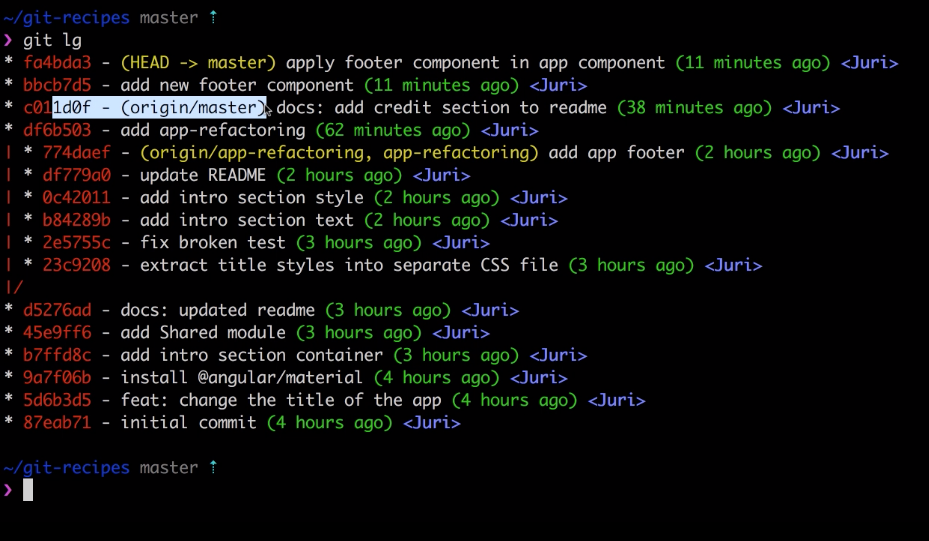 ~/git-recipes master ⇡
❯ git lg
* fa4bda3 - (HEAD -> master) apply footer component in app component (11 minutes ago) <Juri>
* bbcb7d5 - add new footer component (11 minutes ago) <Juri>
* c011d0f - (origin/master) docs: add credit section to readme (38 minutes ago) <Juri>
* df6b503 - add app-refactoring (62 minutes ago) <Juri>
| * 774daef - (origin/app-refactoring, app-refactoring) add app footer (2 hours ago) <Juri>
| * df779a0 - update README (2 hours ago) <Juri>
| * 0c42011 - add intro section style (2 hours ago) <Juri>
| * b84289b - add intro section text (2 hours ago) <Juri>
| * 2e5755c - fix broken test (3 hours ago) <Juri>
| * 23c9208 - extract title styles into separate CSS file (3 hours ago) <Juri>
|/
* d5276ad - docs: updated readme (3 hours ago) <Juri>
* 45e9ff6 - add Shared module (3 hours ago) <Juri>
* b7ffd8c - add intro section container (3 hours ago) <Juri>
* 9a7f06b - install @angular/material (4 hours ago) <Juri>
* 5d6b3d5 - feat: change the title of the app (4 hours ago) <Juri>
* 87eab71 - initial commit (4 hours ago) <Juri>
~/git-recipes master ⇡
❯